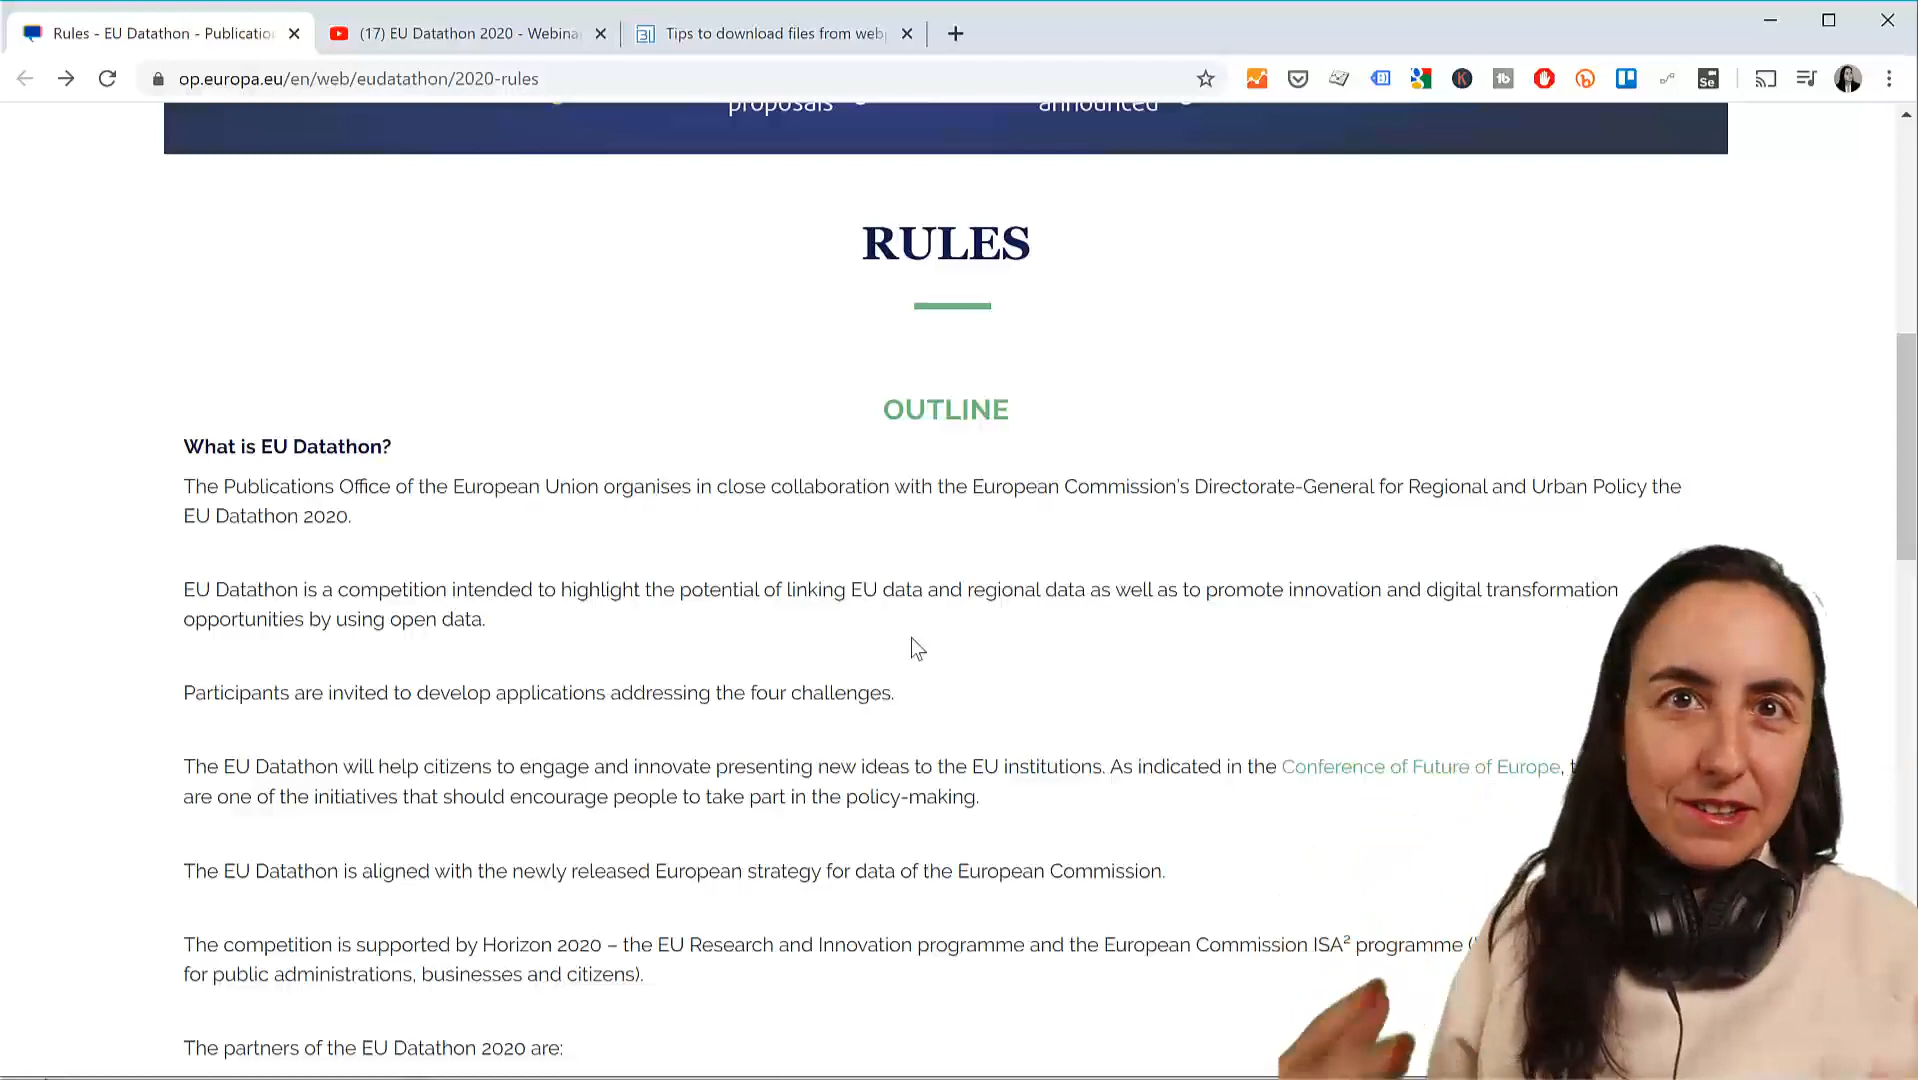 Rules - EU Datathon - Publicatio
(17) EU Datathon 2020 - Webina
31
Tips to download files from web
op.europa.eu/en/web/eudatathon/2020-rules
K
tb
Se
proposals
announced
RULES
OUTLINE
What is EU Datathon?
The Publications Office of the European Union organises in close collaboration with the European Commission's Directorate-General for Regional and Urban Policy the
EU Datathon 2020.
EU Datathon is a competition intended to highlight the potential of linking EU data and regional data as well as to promote innovation and digital transformation
opportunities by using open data.
Participants are invited to develop applications addressing the four challenges.
The EU Datathon will help citizens to engage and innovate presenting new ideas to the EU institutions. As indicated in the Conference of Future of Europe,
are one of the initiatives that should encourage people to take part in the policy-making.
The EU Datathon is aligned with the newly released European strategy for data of the European Commission.
The competition is supported by Horizon 2020 – the EU Research and Innovation programme and the European Commission ISA² programme (
for public administrations, businesses and citizens).
The partners of the EU Datathon 2020 are: